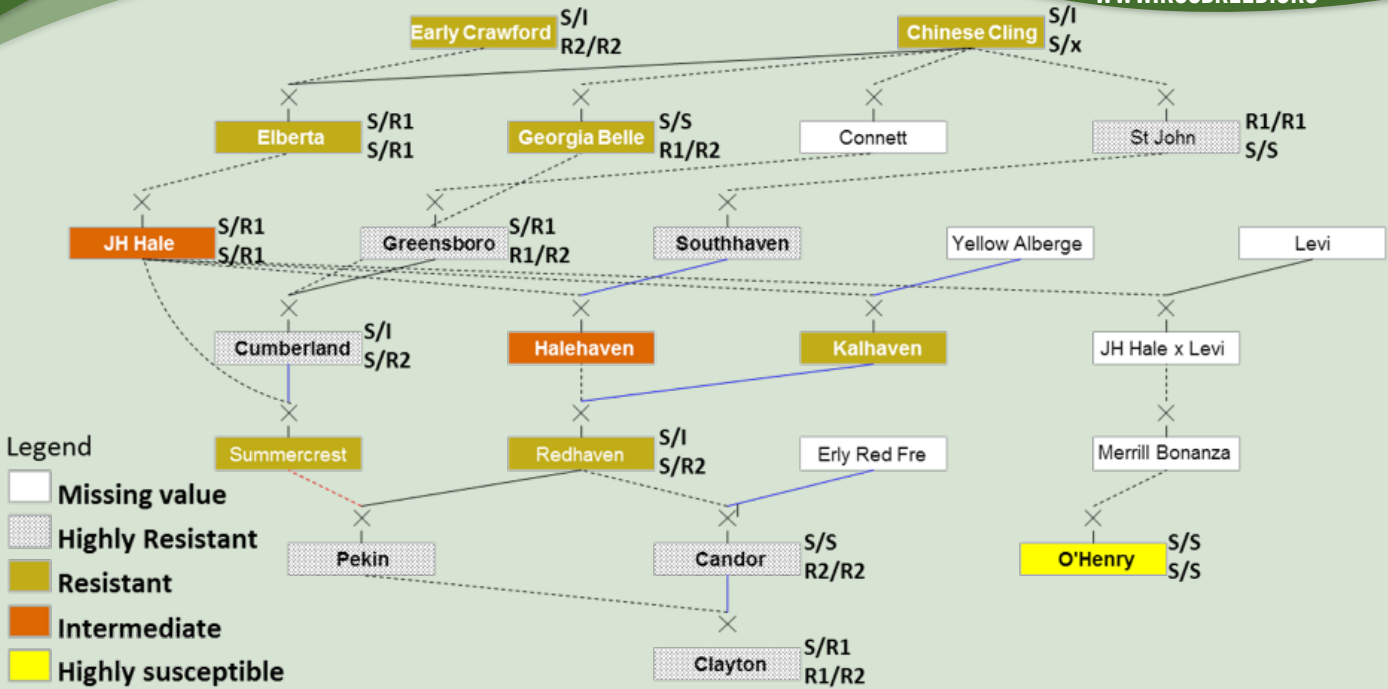 Early Crawford
S/I
R2/R2
Chinese Cling
S/I
S/x
Elberta
S/R1
S/R1
Georgia Belle
S/S
R1/R2
Connett
St John
R1/R1
S/S
JH Hale
S/R1
S/R1
Greensboro
S/R1
R1/R2
Southhaven
Yellow Alberge
Levi
Cumberland
S/I
S/R2
Halehaven
Kalhaven
JH Hale x Levi
Summercrest
Redhaven
S/I
S/R2
Erly Red Fre
Merrill Bonanza
Pekin
Candor
S/S
R2/R2
O'Henry
S/S
S/S
Clayton
S/R1
R1/R2
Legend
Missing value
Highly Resistant
Resistant
Intermediate
Highly susceptible